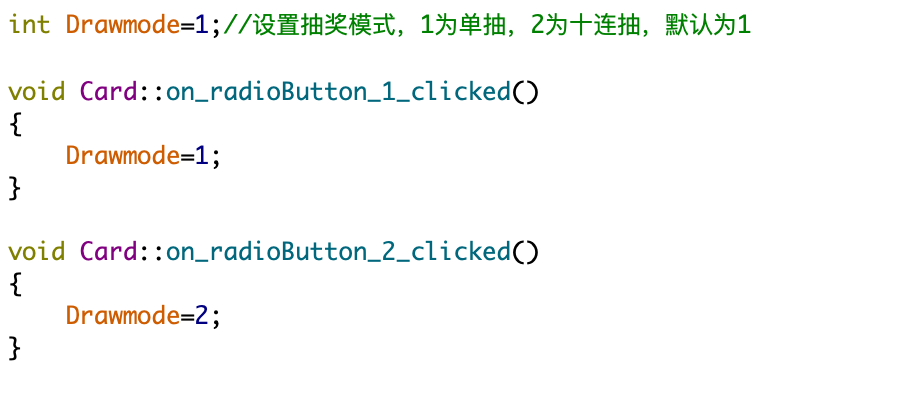 int Drawmode=1;//设置抽奖模式，1为单抽，2为十连抽，默认为1
void Card::on_radioButton_1_clicked()
{
    Drawmode=1;
}
void Card::on_radioButton_2_clicked()
{
    Drawmode=2;
}